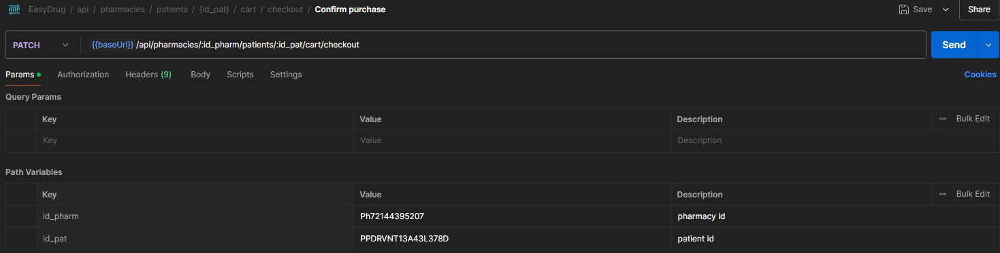 HTTP EasyDrug / api / pharmacies / patients / {id_pat} / cart / checkout / Confirm purchase Save Share
PATCH {{baseUrl}}/api/pharmacies/:id_pharm/patients/:id_pat/cart/checkout Send
Params Authorization Headers (9) Body Scripts Settings Cookies
Query Params
Key Value Description Bulk Edit
Key Value Description
Path Variables
Key Value Description Bulk Edit
id_pharm Ph72144395207 pharmacy id
id_pat PPDRVNT13A43L378D patient id